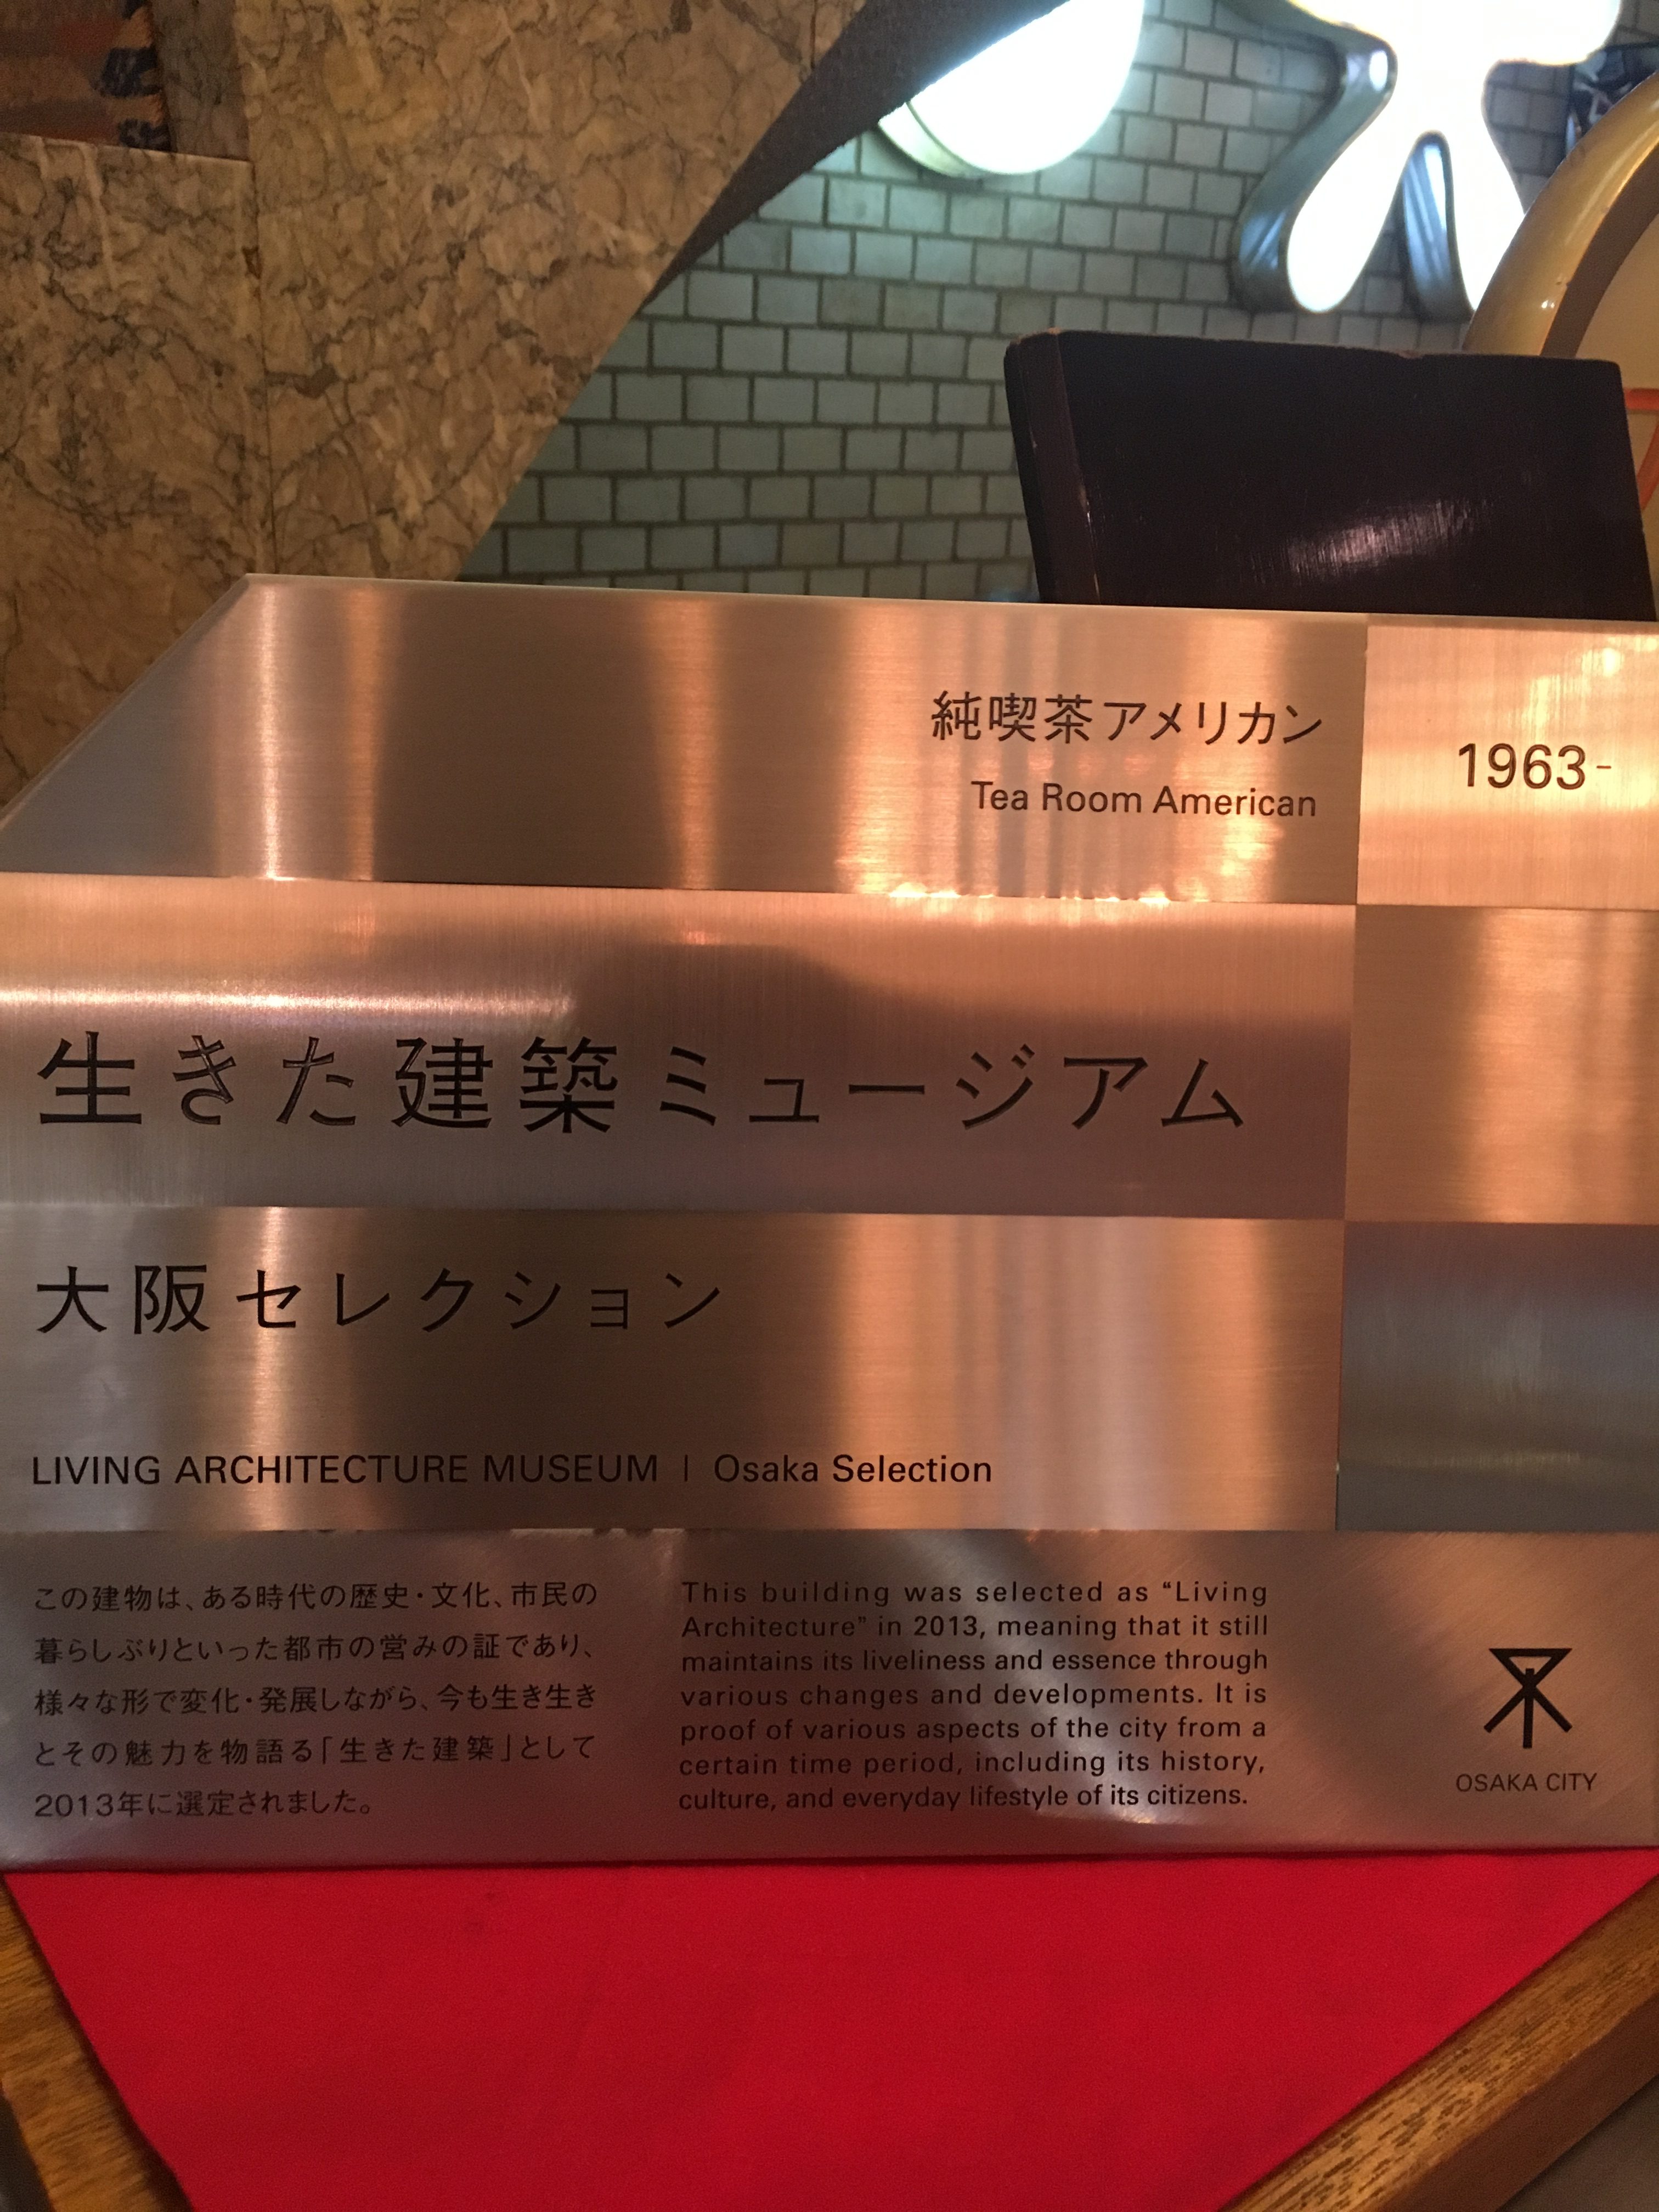 純喫茶アメリカン
Tea Room American
1963-
生きた建築ミュージアム
大阪セレクション
LIVING ARCHITECTURE MUSEUM | Osaka Selection
この建物は、ある時代の歴史・文化、市民の
暮らしぶりといった都市の営みの証であり、
様々な形で変化・発展しながら、今も生き生き
とその魅力を物語る「生きた建築」として
2013年に選定されました。
This building was selected as “Living
Architecture” in 2013, meaning that it still
maintains its liveliness and essence through
various changes and developments. It is
proof of various aspects of the city from a
certain time period, including its history,
culture, and everyday lifestyle of its citizens.
OSAKA CITY